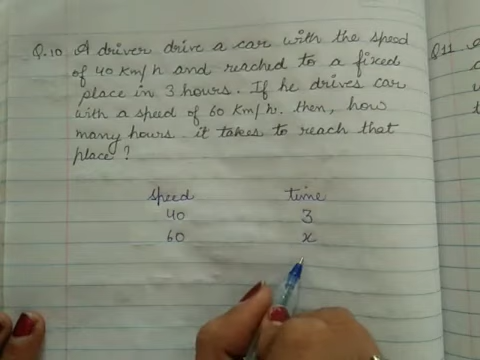 Q.10 A driver drive a car with the speed
of 40 Km/h and reached to a fixed
place in 3 hours. If he drives car
with a speed of 60 Km/h. then, how
many hours. it takes to reach that
place?
speed time
40 3
60 x
Q11